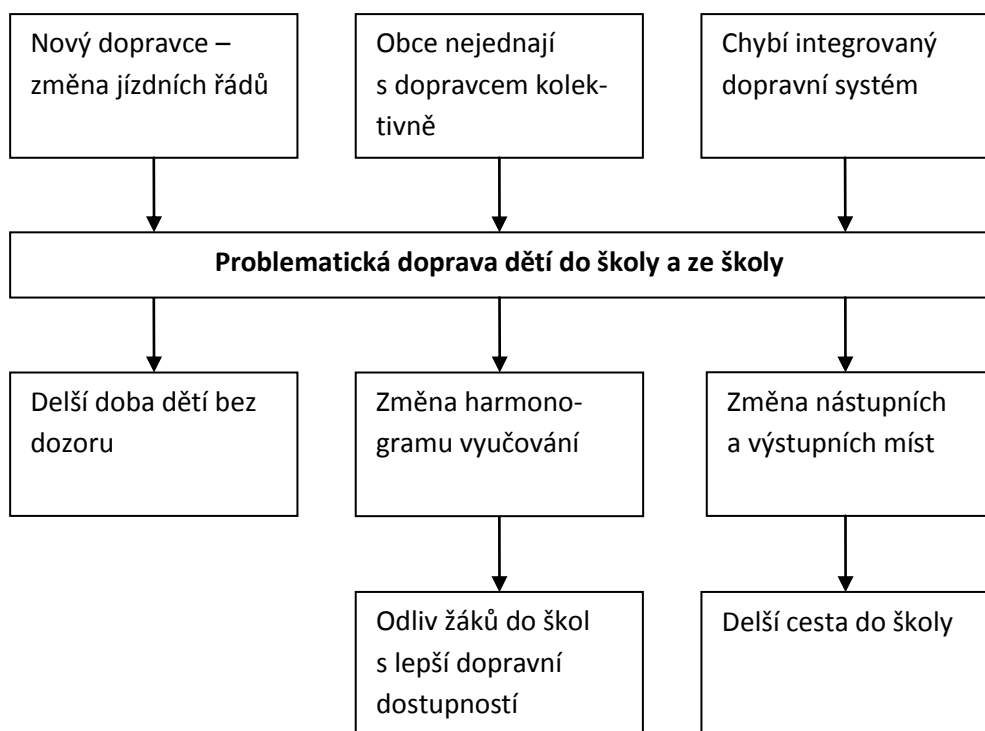 Nový dopravce –
změna jízdních řádů
Obce nejednají
s dopravcem kolek-
tivně
Chybí integrovaný
dopravní systém
Problematická doprava dětí do školy a ze školy
Delší doba dětí bez
dozoru
Změna harmono-
gramu vyučování
Změna nástupních
a výstupních míst
Odliv žáků do škol
s lepší dopravní
dostupností
Delší cesta do školy